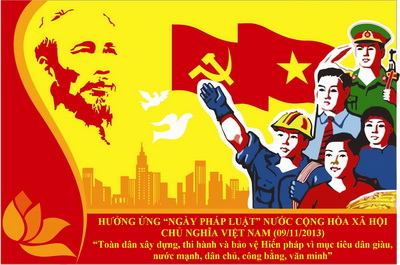 HƯỞNG ỨNG “NGÀY PHÁP LUẬT” NƯỚC CỘNG HÒA XÃ HỘI
CHỦ NGHĨA VIỆT NAM (09/11/2013)
“Toàn dân xây dựng, thi hành và bảo vệ Hiến pháp vì mục tiêu dân giàu,
nước mạnh, dân chủ, công bằng, văn minh”